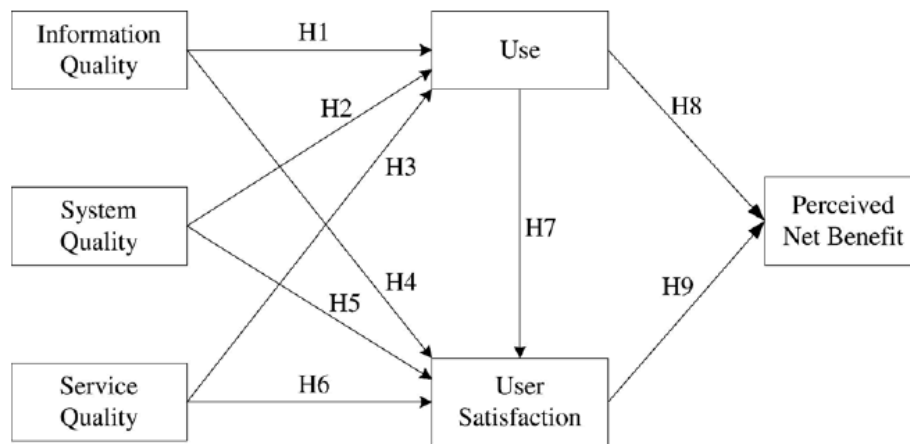 Information
Quality
H1
Use
H2
H3
H8
System
Quality
H7
Perceived
Net Benefit
H4
H5
H9
Service
Quality
H6
User
Satisfaction